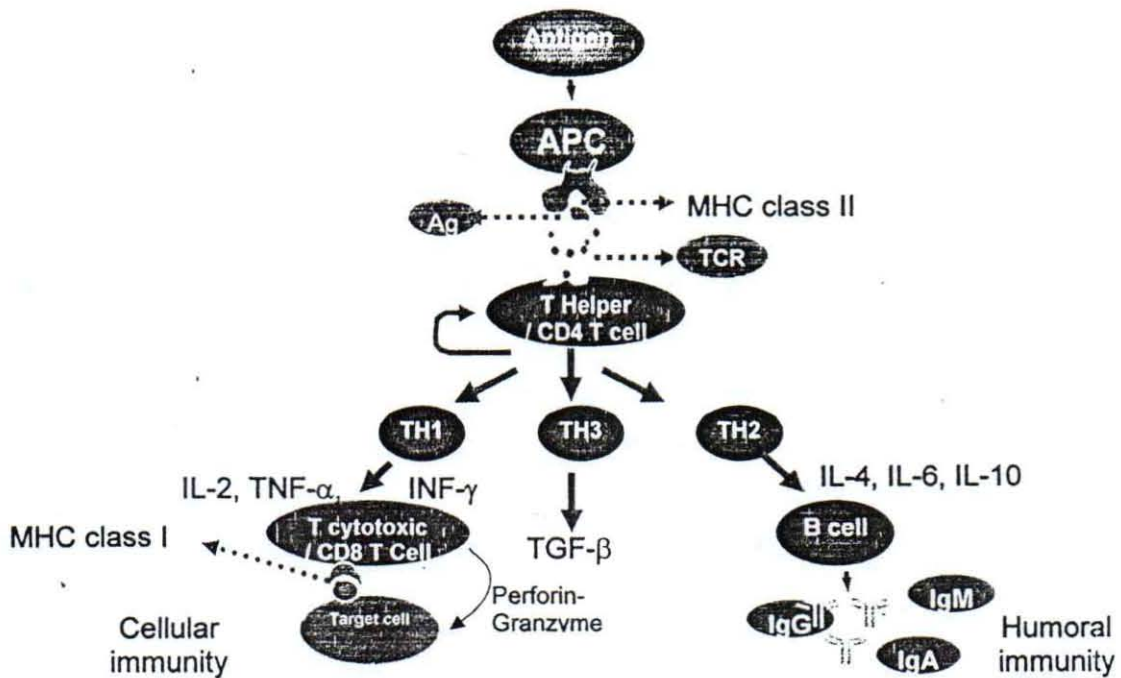 Antigen
APC
MHC class II
Ag
TCR
T Helper
/ CD4 T cell
TH1
TH3
TH2
IL-2, TNF-α,
INF-γ
IL-4, IL-6, IL-10
MHC class I
T cytotoxic
/ CD8 T Cell
TGF-β
B cell
Perforin-
Granzyme
Target cell
IgG
IgM
IgA
Cellular
immunity
Humoral
immunity